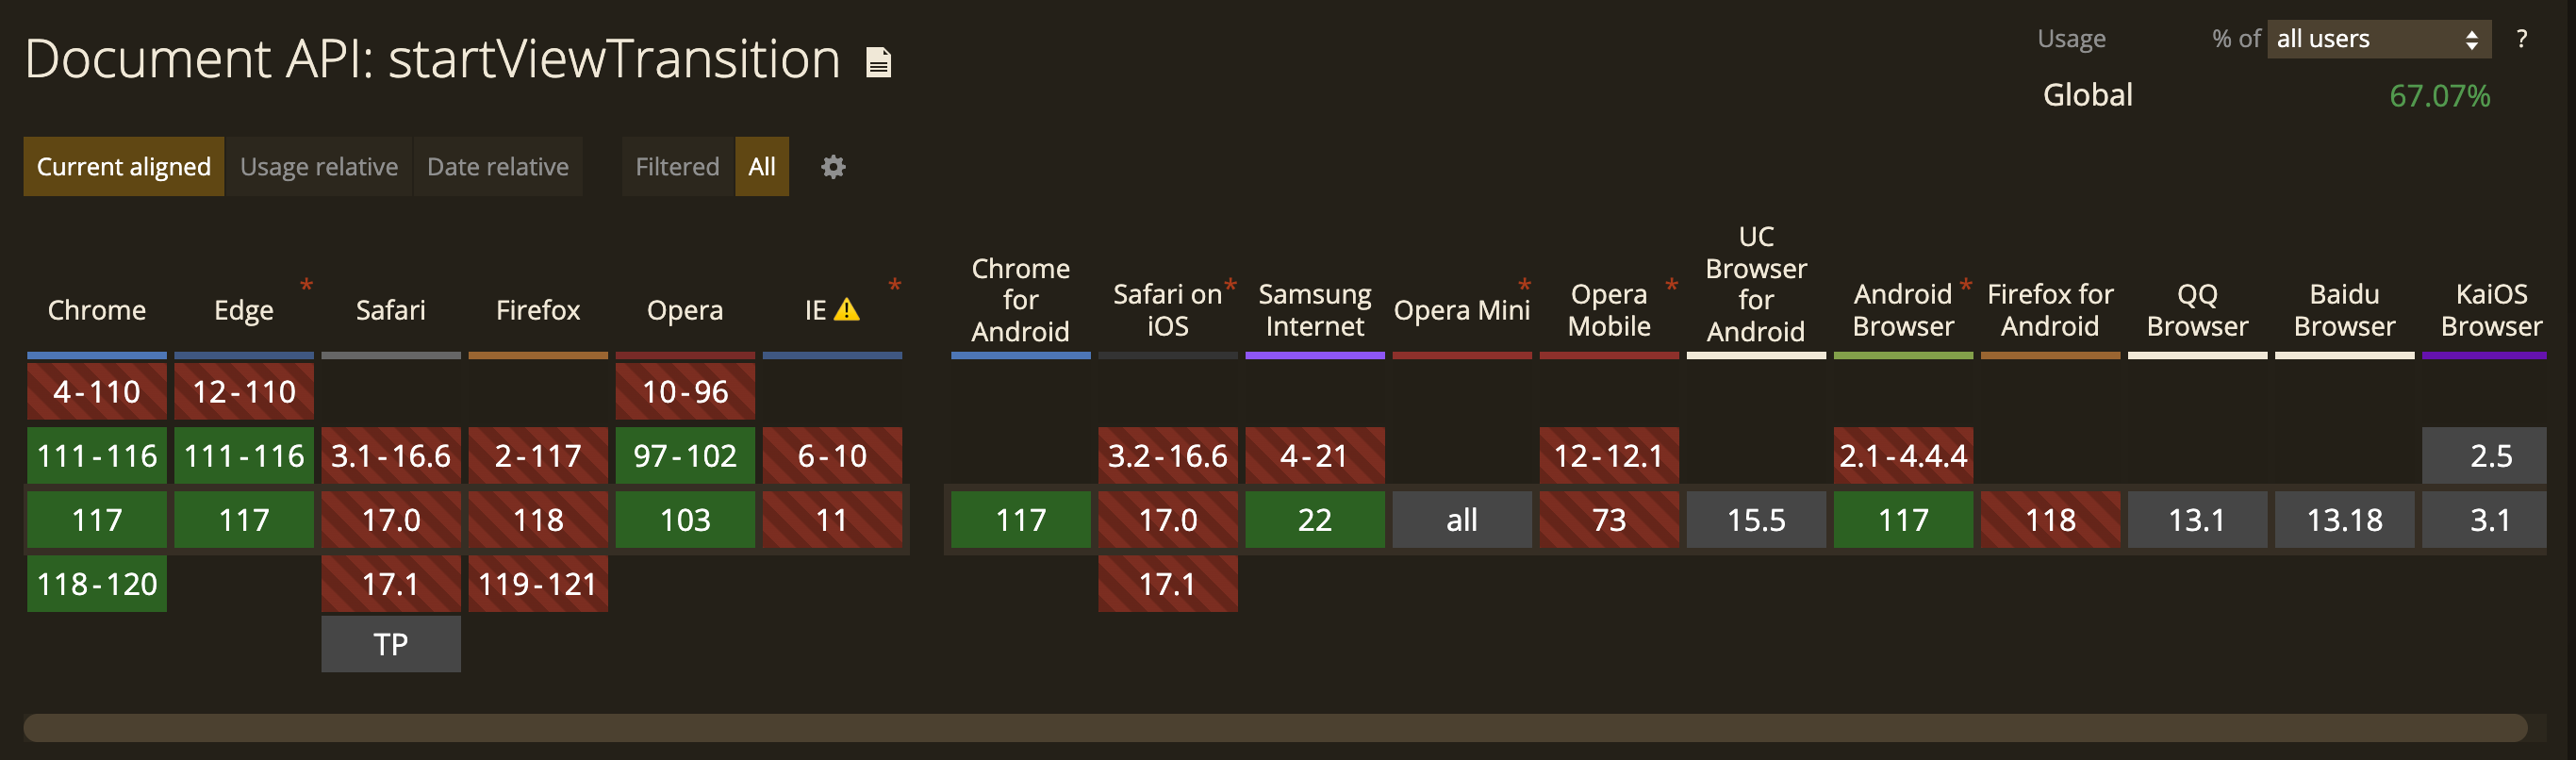 Document API: startViewTransition
Usage % of all users ?
Global 67.07%
Current aligned Usage relative Date relative Filtered All
Chrome
Edge *
Safari
Firefox
Opera
IE *
Chrome
for
Android
Safari on *
iOS
Samsung
Internet
Opera Mini *
Opera *
Mobile
UC
Browser
for
Android
Android *
Browser
Firefox for
Android
QQ
Browser
Baidu
Browser
KaiOS
Browser
4-110 12-110 10-96
111-116 111-116 3.1-16.6 2-117 97-102 6-10 3.2-16.6 4-21 12-12.1 2.1-4.4.4 2.5
117 117 17.0 118 103 11 117 17.0 22 all 73 15.5 117 118 13.1 13.18 3.1
118-120 17.1 119-121 17.1
TP